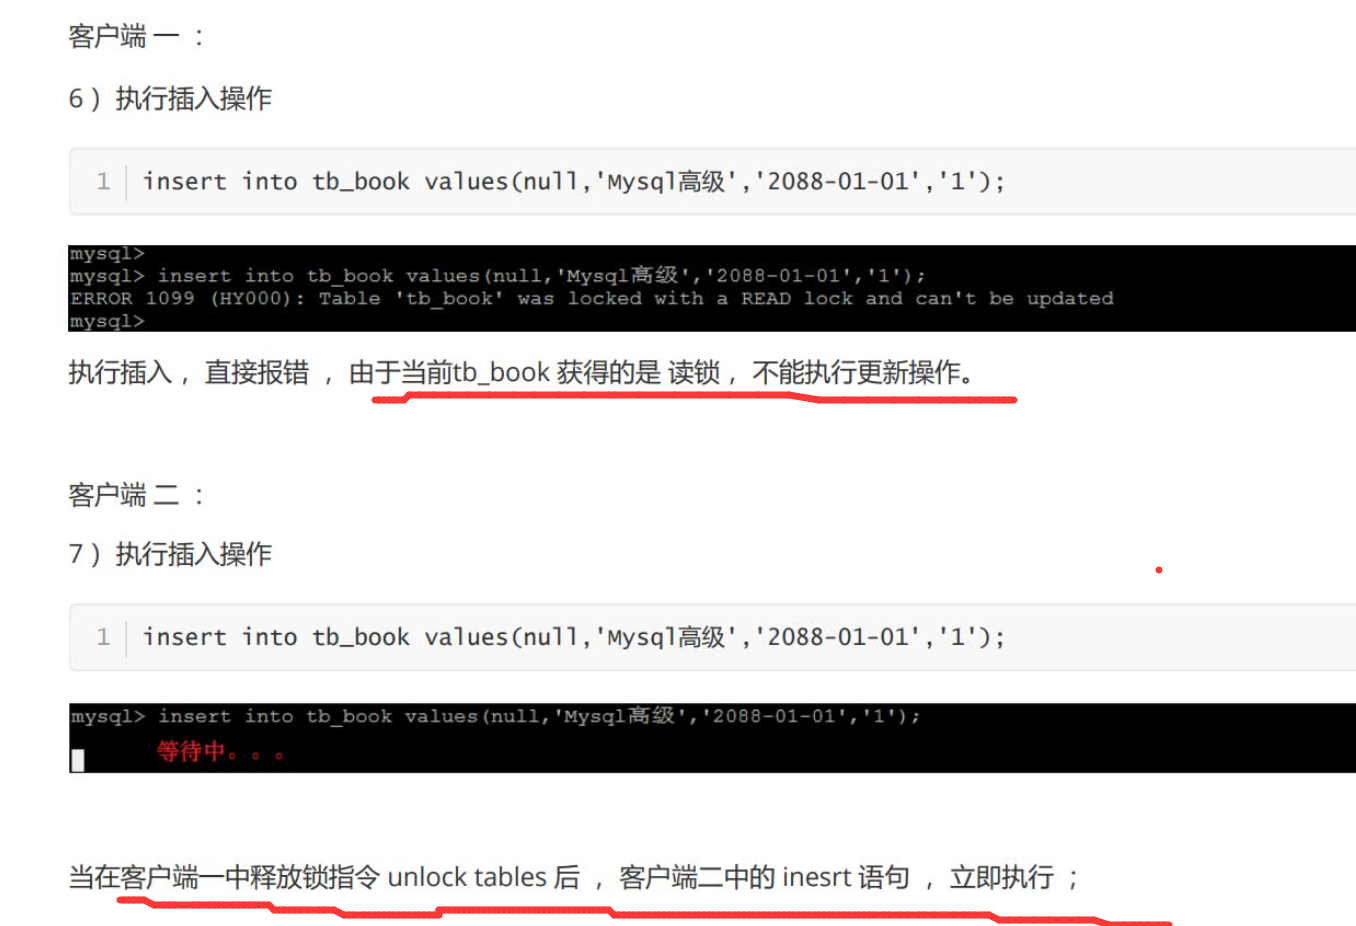 客户端 一 ：
6 ）执行插入操作
1 insert into tb_book values(null,'Mysql高级','2088-01-01','1');
mysql>
mysql> insert into tb_book values(null,'Mysql高级','2088-01-01','1');
ERROR 1099 (HY000): Table 'tb_book' was locked with a READ lock and can't be updated
mysql>
执行插入， 直接报错 ， 由于当前tb_book 获得的是 读锁， 不能执行更新操作。
客户端 二 ：
7 ）执行插入操作
1 insert into tb_book values(null,'Mysql高级','2088-01-01','1');
mysql> insert into tb_book values(null,'Mysql高级','2088-01-01','1');
等待中。。。
当在客户端一中释放锁指令 unlock tables 后 ， 客户端二中的 inesrt 语句 ， 立即执行 ；